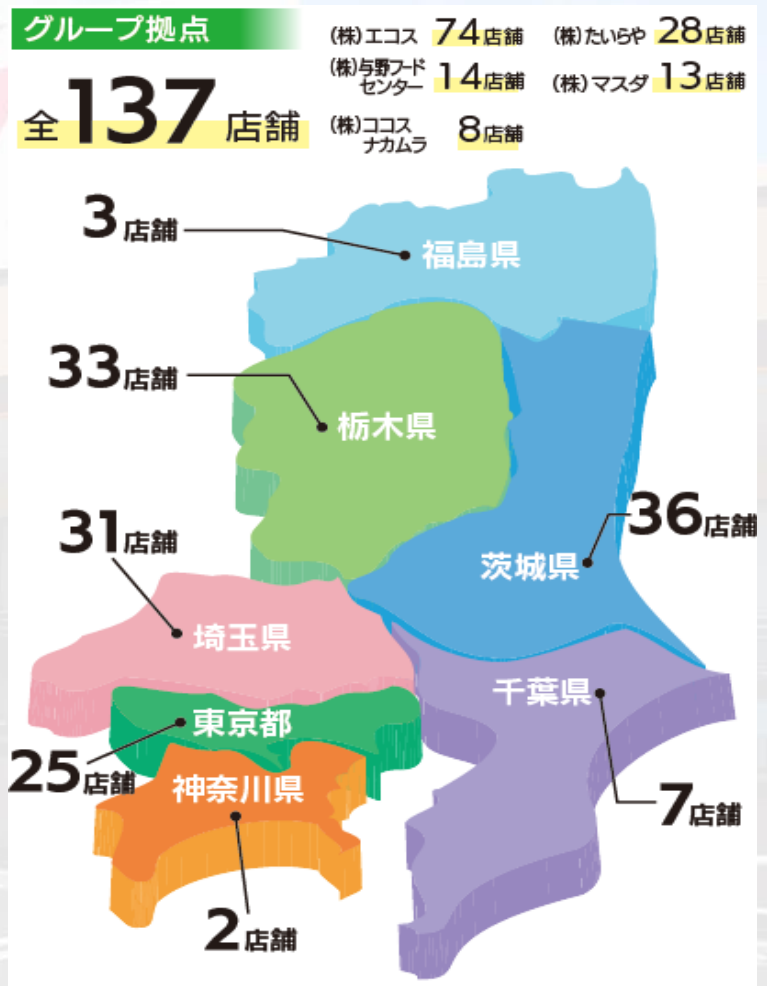 グループ拠点
全137店舗
(株)エコス 74店舗
(株)たいらや 28店舗
(株)与野フード
センター 14店舗
(株)マスダ 13店舗
(株)ココス
ナカムラ 8店舗
3店舗
福島県
33店舗
栃木県
36店舗
茨城県
31店舗
埼玉県
千葉県
東京都
25店舗
神奈川県
7店舗
2店舗